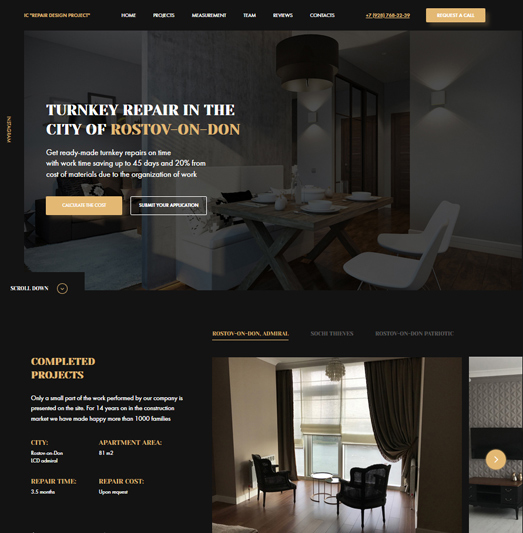 IC "REPAIR DESIGN PROJECT"
HOME
PROJECTS
MEASUREMENT
TEAM
REVIEWS
CONTACTS
+7 (928) 766-32-39
REQUEST A CALL
INSTAGRAM
TURNKEY REPAIR IN THE
CITY OF ROSTOV-ON-DON
Get ready-made turnkey repairs on time
with work time saving up to 45 days and 20% from
cost of materials due to the organization of work
CALCULATE THE COST
SUBMIT YOUR APPLICATION
SCROLL DOWN
ROSTOV-ON-DON, ADMIRAL
SOCHI THIEVES
ROSTOV-ON-DON PATRIOTIC
COMPLETED
PROJECTS
Only a small part of the work performed by our company is
presented on the site. For 14 years on in the construction
market we have made happy more than 1000 families
CITY:
Rostov-on-Don
LCD admiral
APARTMENT AREA:
81 m2
REPAIR TIME:
3.5 months
REPAIR COST:
Upon request